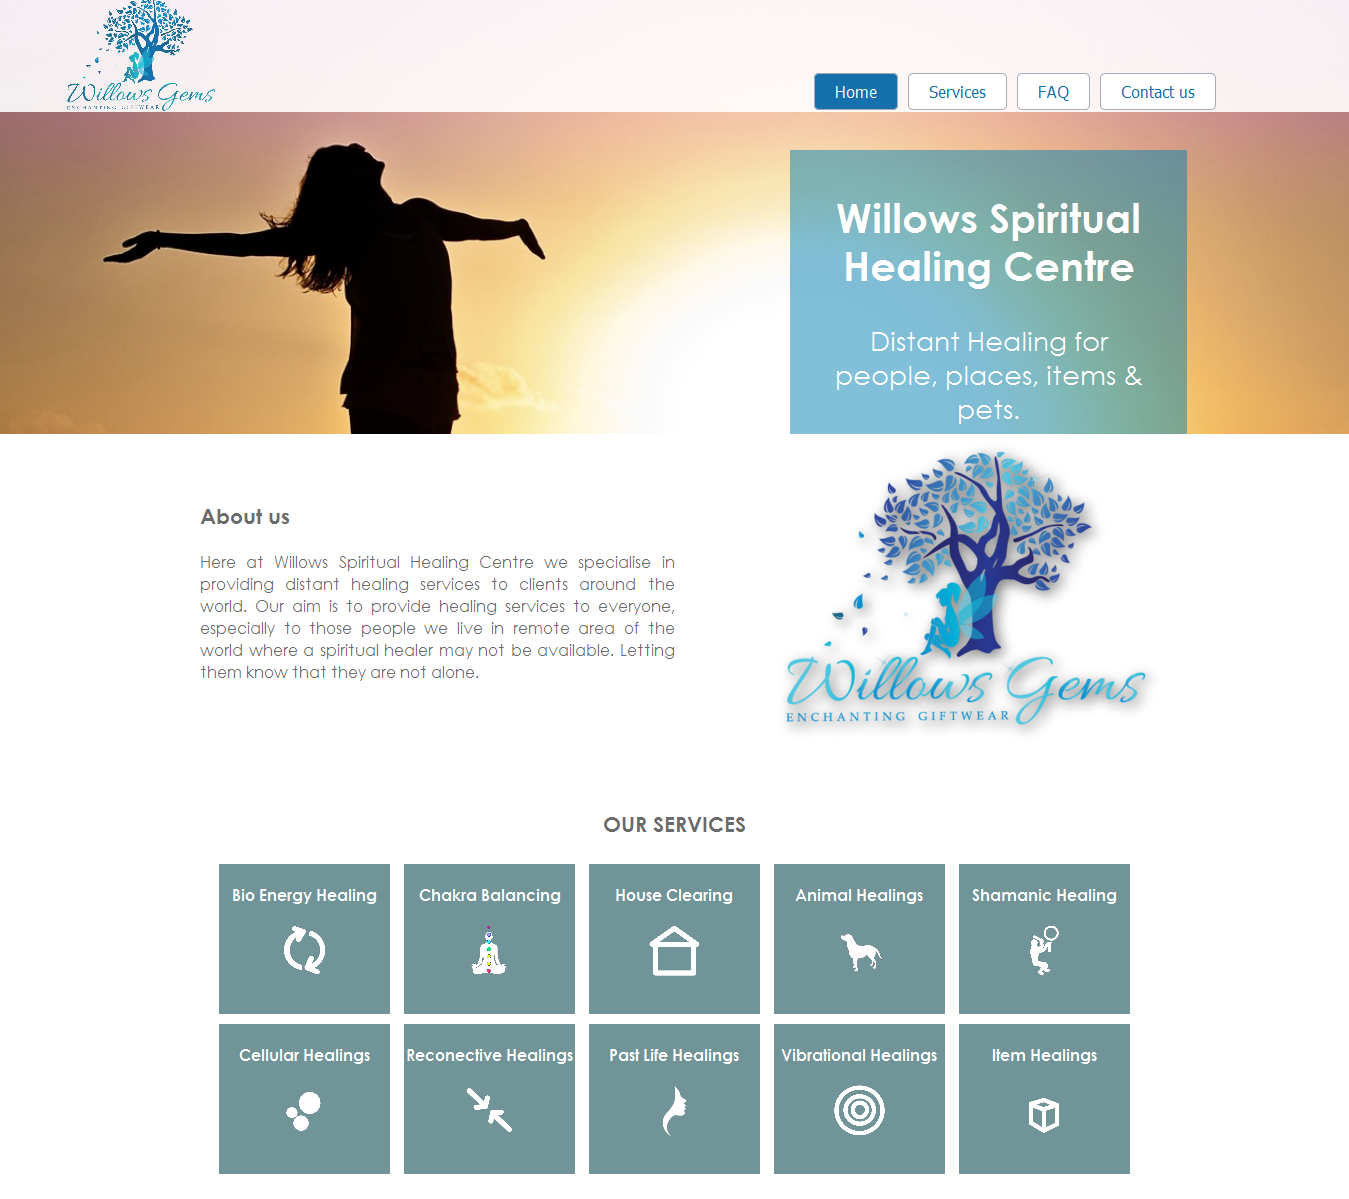 Willows Gems
ENCHANTING GIFTWEAR
Home
Services
FAQ
Contact us
Willows Spiritual
Healing Centre
Distant Healing for
people, places, items &
pets.
About us
Here at Willows Spiritual Healing Centre we specialise in
providing distant healing services to clients around the
world. Our aim is to provide healing services to everyone,
especially to those people we live in remote area of the
world where a spiritual healer may not be available. Letting
them know that they are not alone.
Willows Gems
ENCHANTING GIFTWEAR
OUR SERVICES
Bio Energy Healing
Chakra Balancing
House Clearing
Animal Healings
Shamanic Healing
Cellular Healings
Reconective Healings
Past Life Healings
Vibrational Healings
Item Healings